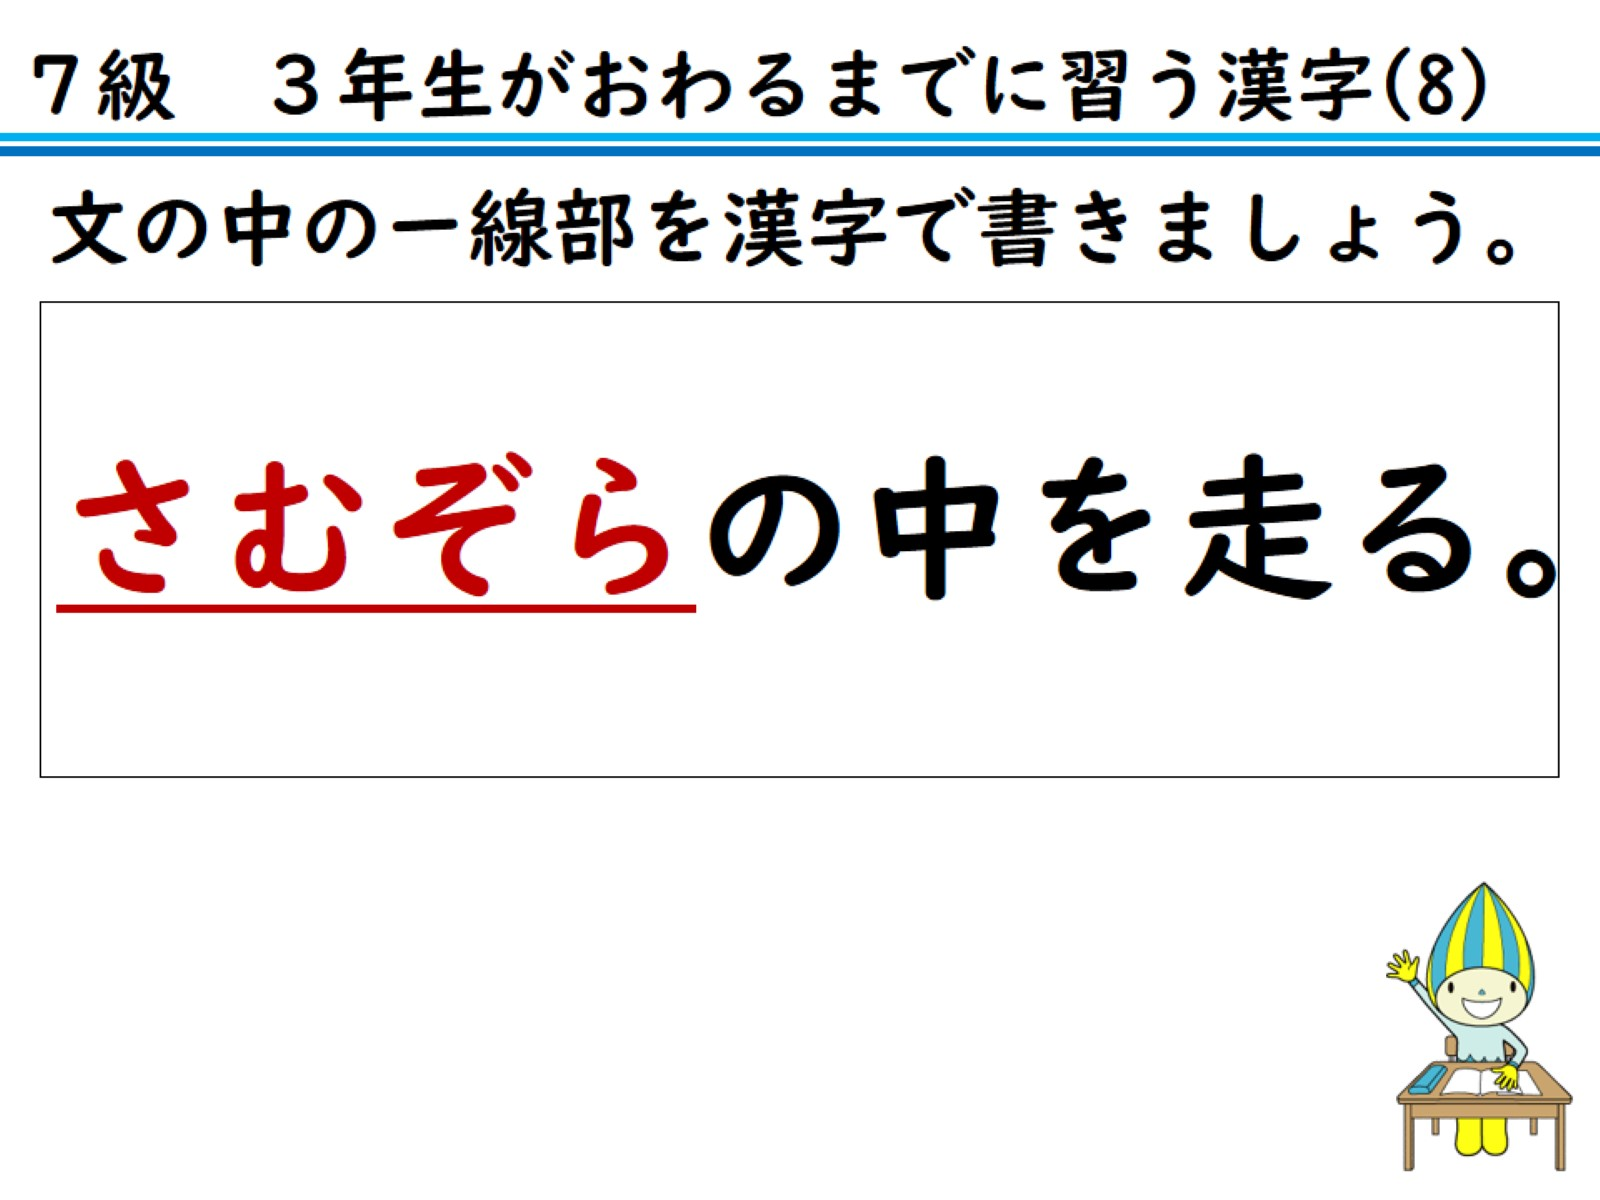 ７級　３年生がおわるまでに習う漢字(8)
文の中の一線部を漢字で書きましょう。
さむぞらの中を走る。